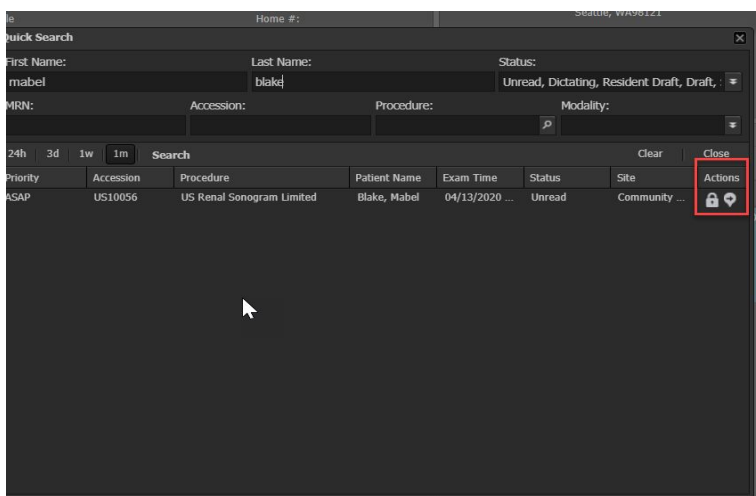 le Home #: Seattle, WA98121
Quick Search
First Name: Last Name: Status:
mabel blake Unread, Dictating, Resident Draft, Draft, :
MRN: Accession: Procedure: Modality:
24h 3d 1w 1m Search Clear Close
Priority Accession Procedure Patient Name Exam Time Status Site Actions
ASAP US10056 US Renal Sonogram Limited Blake, Mabel 04/13/2020 ... Unread Community ...